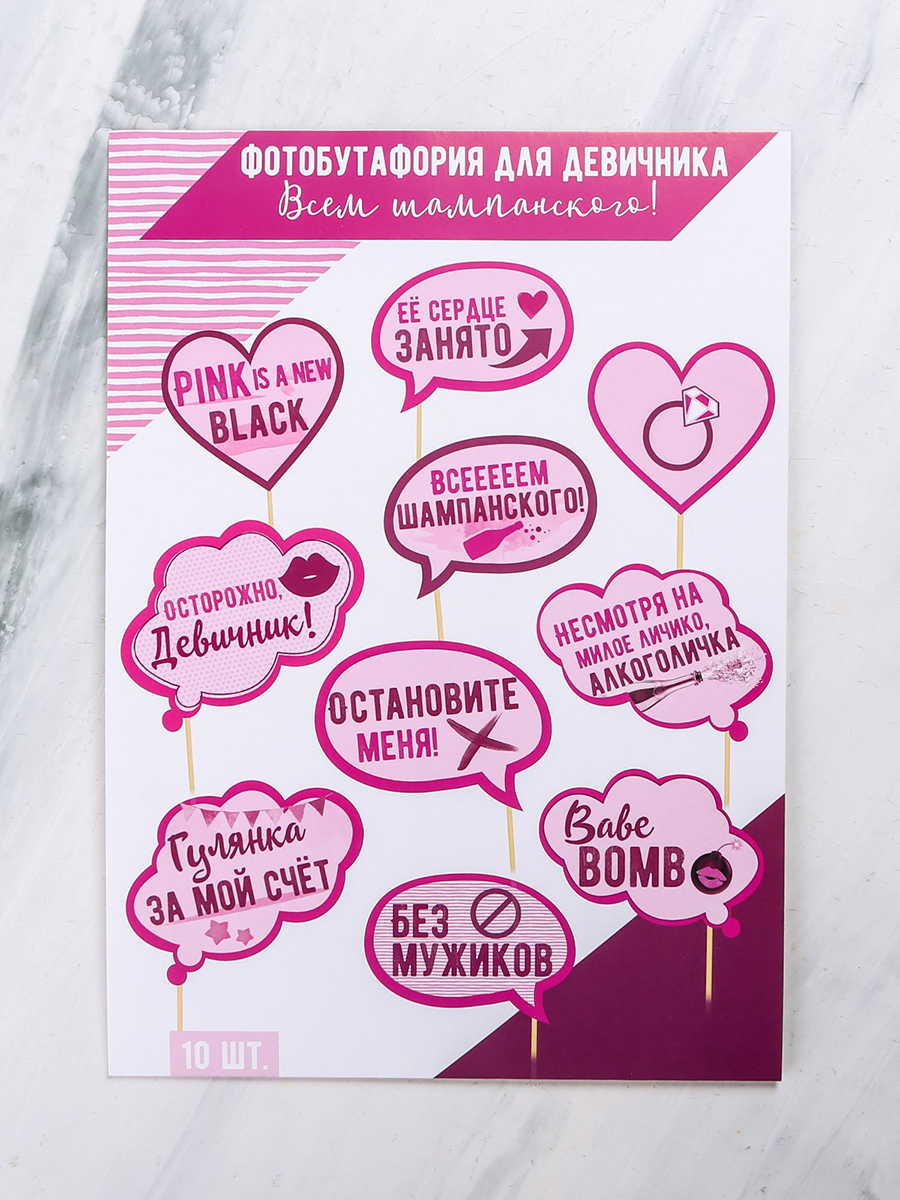 ФОТОБУТАФОРИЯ ДЛЯ ДЕВИЧНИКА
Всем шампанского!
ЕЁ СЕРДЦЕ
ЗАНЯТО
PINK IS A NEW
BLACK
ВСЕЕЕЕЕМ
ШАМПАНСКОГО!
ОСТОРОЖНО,
Девичник!
НЕСМОТРЯ НА
МИЛОЕ ЛИЧИКО,
АЛКОГОЛИЧКА
ОСТАНОВИТЕ
МЕНЯ!
Гулянка
ЗА МОЙ СЧЁТ
Babe
BOMB
БЕЗ
МУЖИКОВ
10 ШТ.